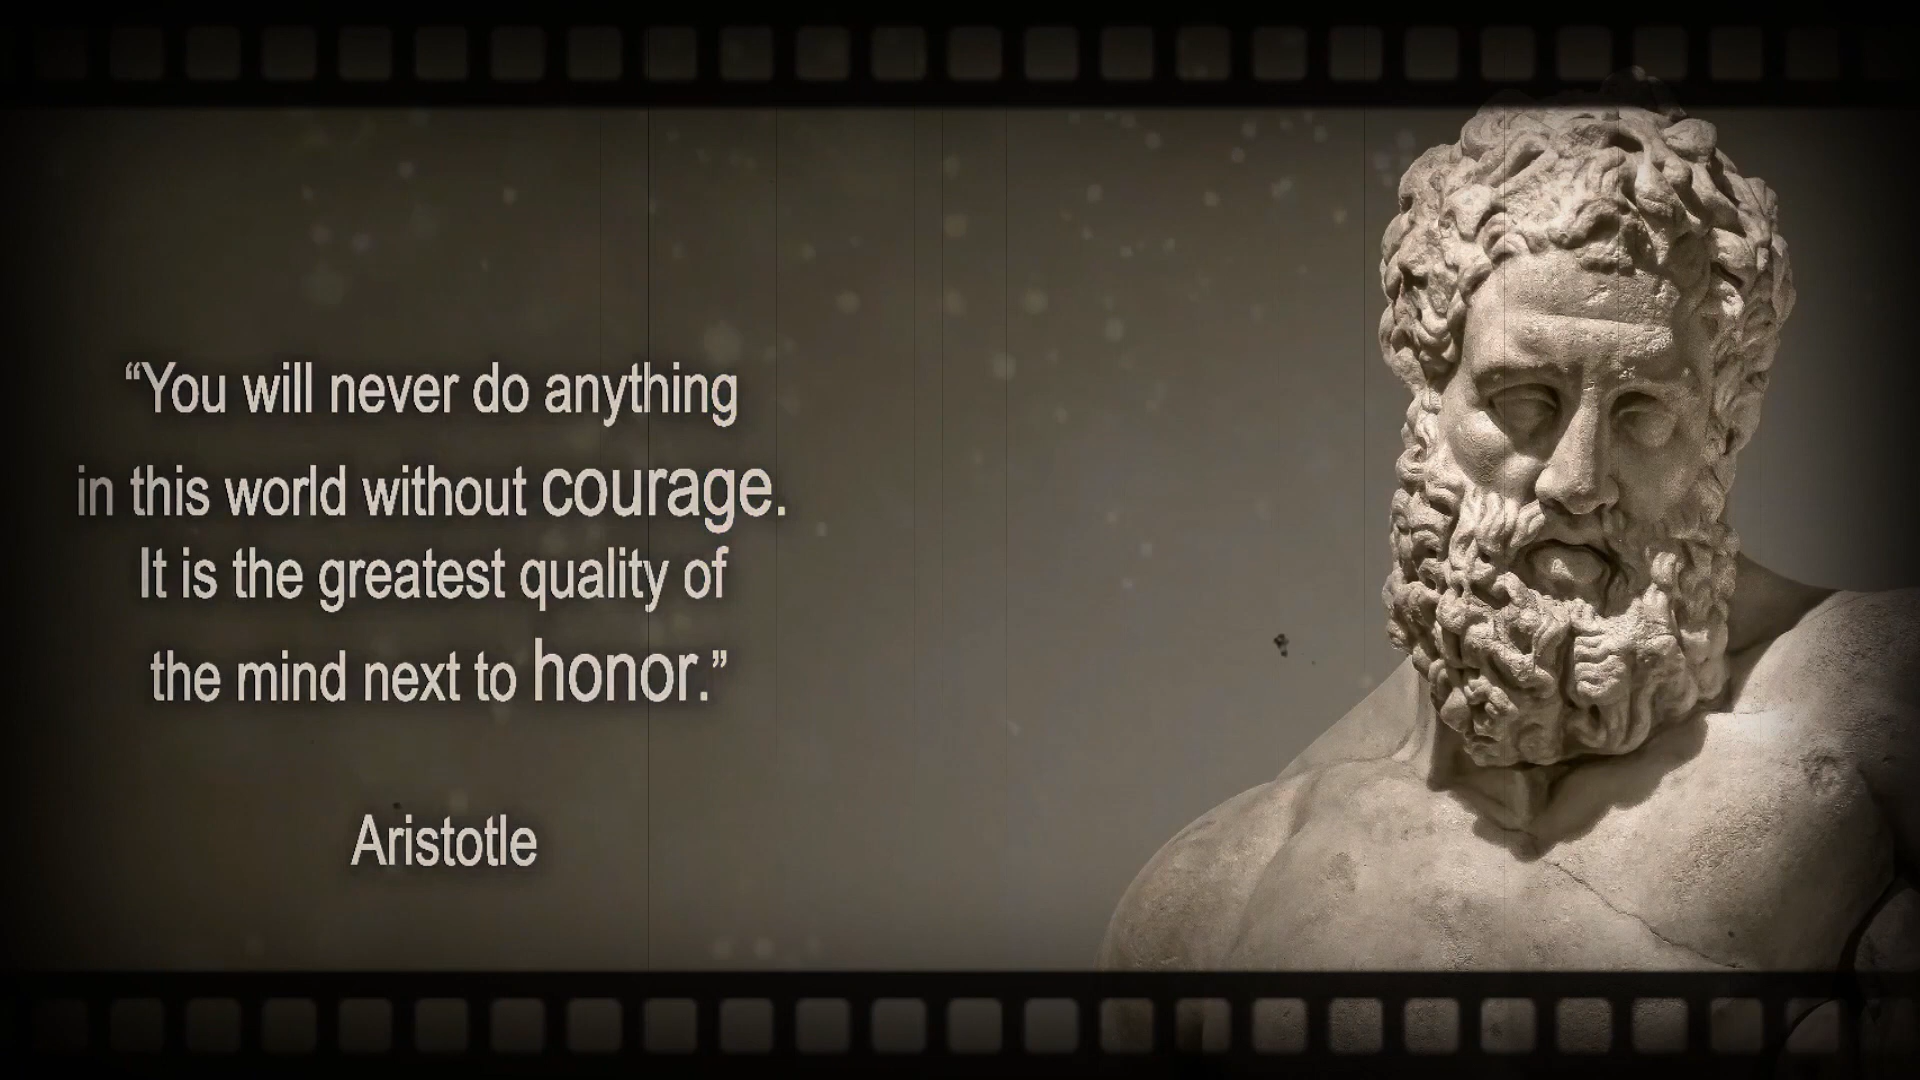 “You will never do anything
in this world without courage.
It is the greatest quality of
the mind next to honor.”
Aristotle